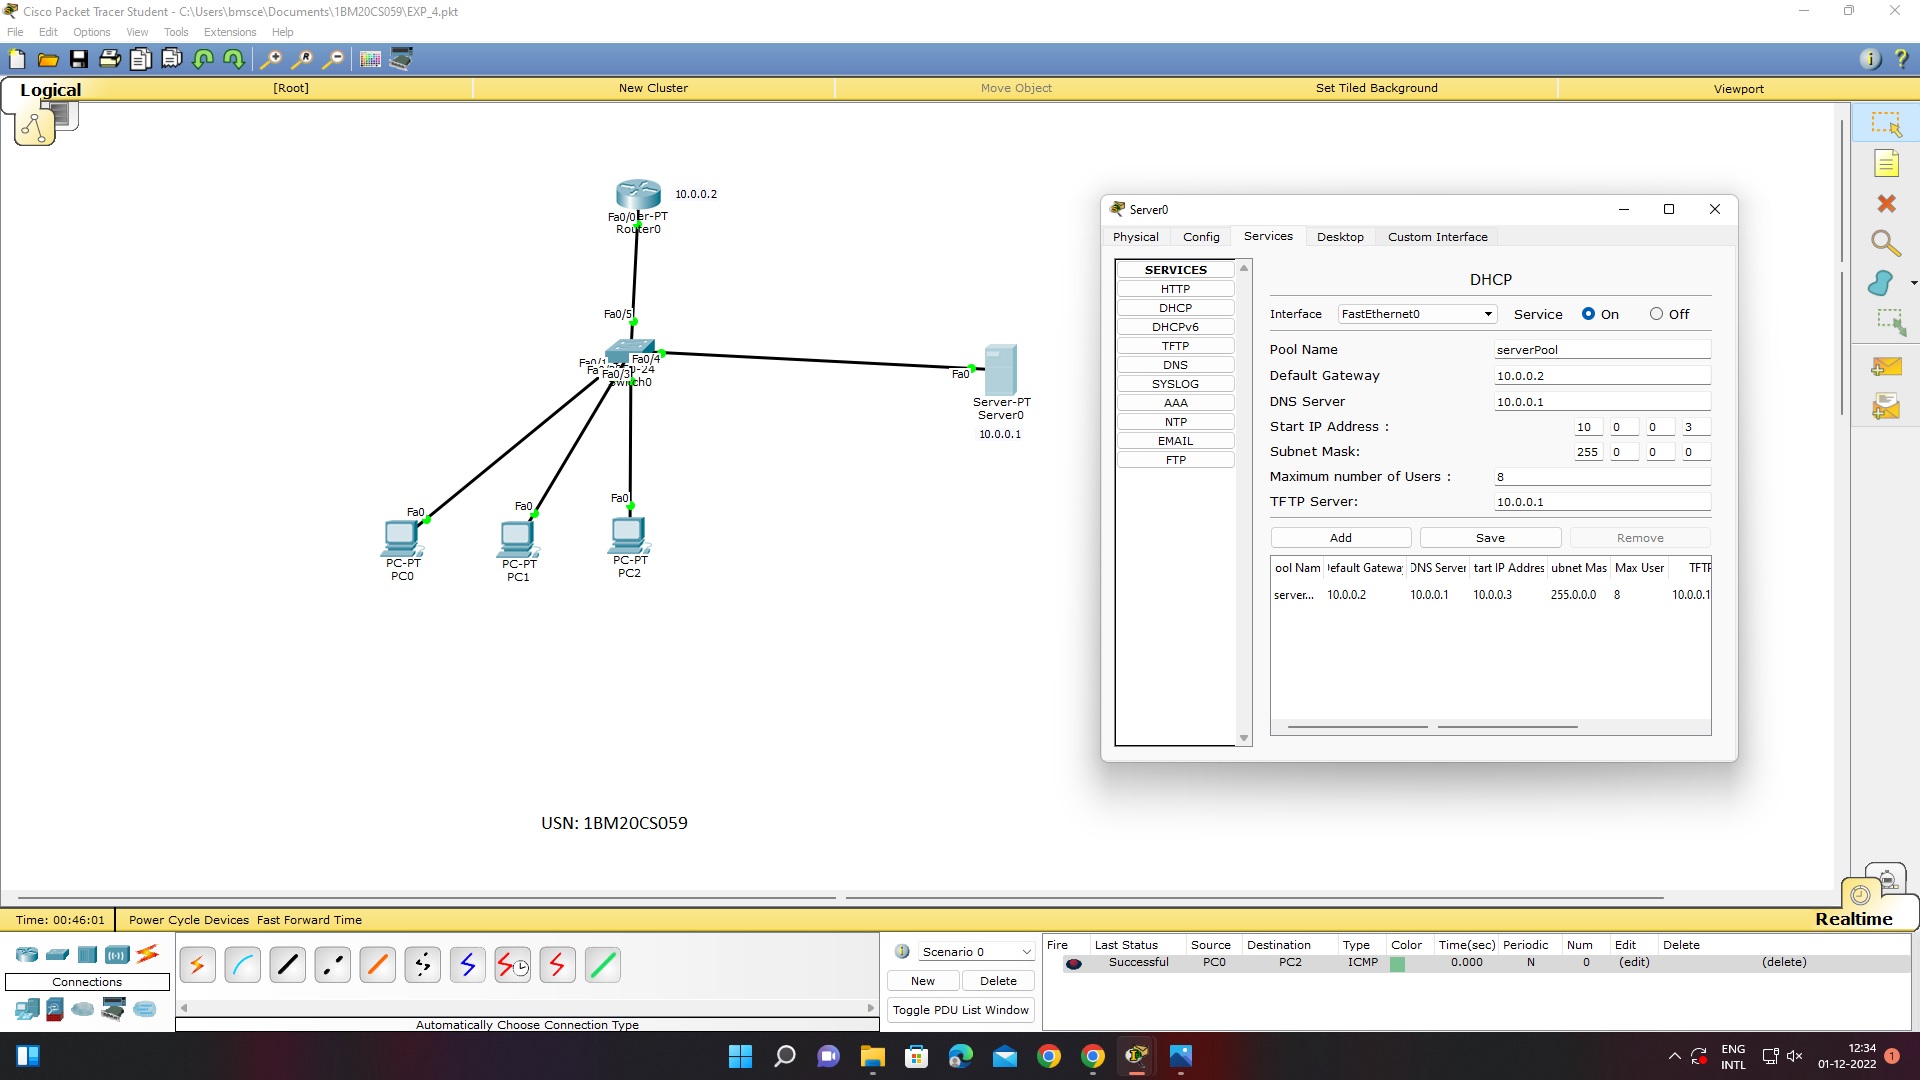 Cisco Packet Tracer Student - C:\Users\bmsce\Documents\1BM20CS059\EXP_4.pkt
File Edit Options View Tools Extensions Help
Logical [Root] New Cluster Move Object Set Tiled Background Viewport
10.0.0.2
Fa0/0
Router0
Fa0/5
Fa0/4
Fa0/3
Fa0
Server-PT
Server0
10.0.0.1
Fa0
PC-PT
PC0
Fa0
PC-PT
PC1
Fa0
PC-PT
PC2
USN: 1BM20CS059
Server0
Physical Config Services Desktop Custom Interface
SERVICES
HTTP
DHCP
DHCPv6
TFTP
DNS
SYSLOG
AAA
NTP
EMAIL
FTP
DHCP
Interface FastEthernet0 Service On Off
Pool Name serverPool
Default Gateway 10.0.0.2
DNS Server 10.0.0.1
Start IP Address : 10 0 0 3
Subnet Mask: 255 0 0 0
Maximum number of Users : 8
TFTP Server: 10.0.0.1
Add Save Remove
ool Nam efault Gateway DNS Server tart IP Addres ubnet Mas Max User TFTP
server... 10.0.0.2 10.0.0.1 10.0.0.3 255.0.0.0 8 10.0.0.1
Time: 00:46:01 Power Cycle Devices Fast Forward Time
Realtime
Connections
Automatically Choose Connection Type
Scenario 0
New Delete
Toggle PDU List Window
Fire Last Status Source Destination Type Color Time(sec) Periodic Num Edit Delete
Successful PC0 PC2 ICMP 0.000 N 0 (edit) (delete)
ENG
INTL
12:34
01-12-2022
1